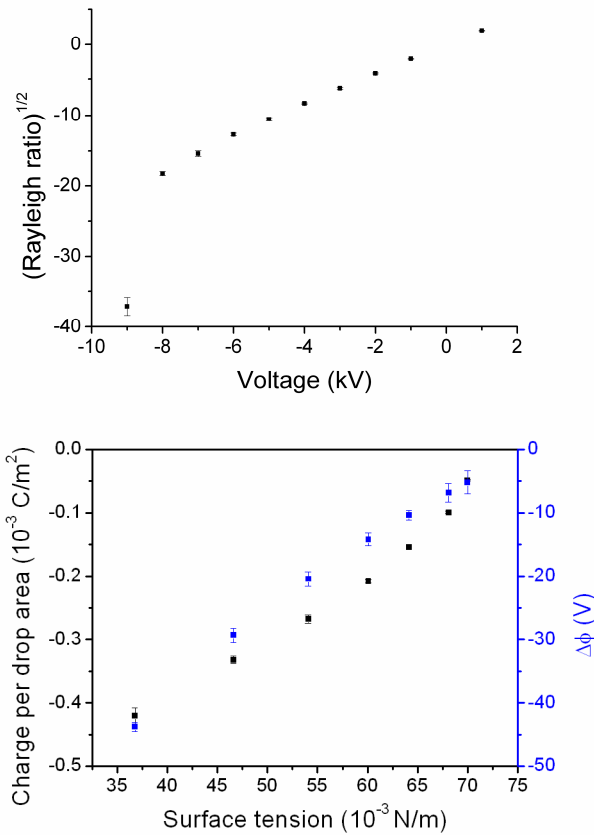 0
-10
-20
-30
-40
(Rayleigh ratio)^1/2
-10 -8 -6 -4 -2 0 2
Voltage (kV)
0.0
-0.1
-0.2
-0.3
-0.4
-0.5
Charge per drop area (10^-3 C/m^2)
0
-10
-20
-30
-40
-50
Δϕ (V)
35 40 45 50 55 60 65 70 75
Surface tension (10^-3 N/m)